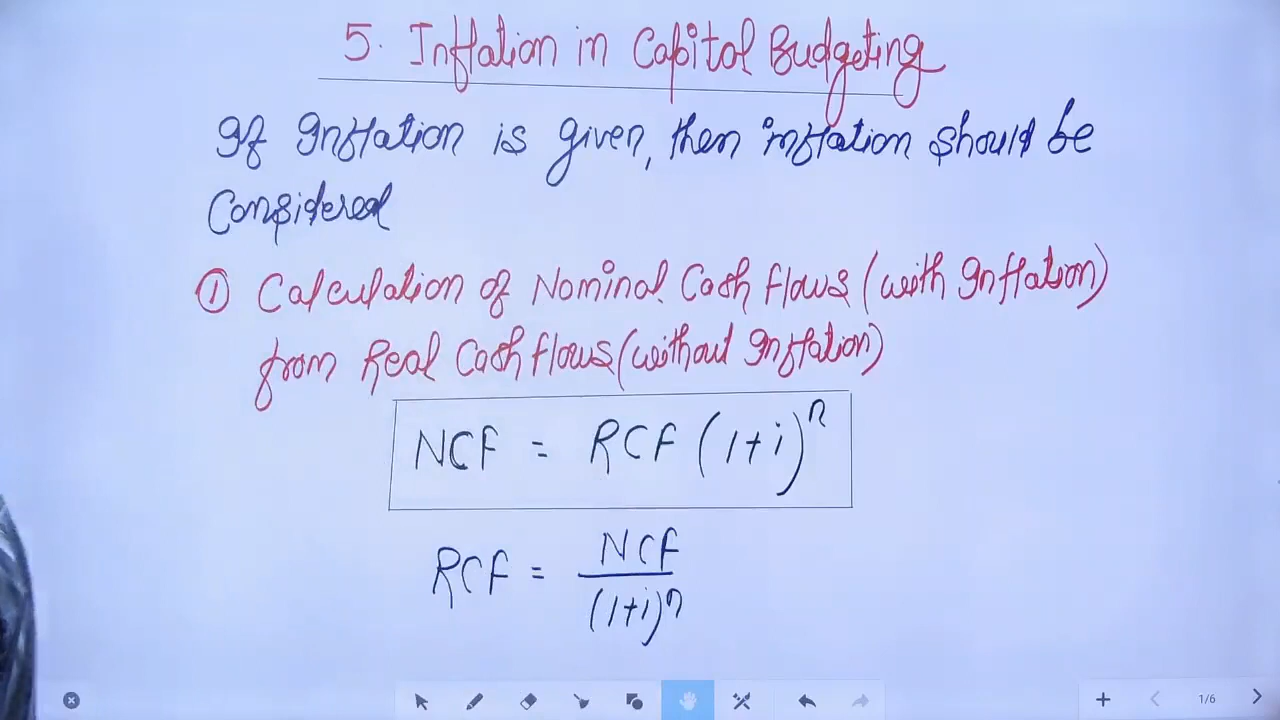 5. Inflation in Capital Budgeting
If Inflation is given, then inflation should be
Considered
① Calculation of Nominal Cash flows (with Inflation)
from Real Cash flows (without Inflation)
NCF = RCF (1+i)^n
RCF = NCF / (1+i)^n
1/6